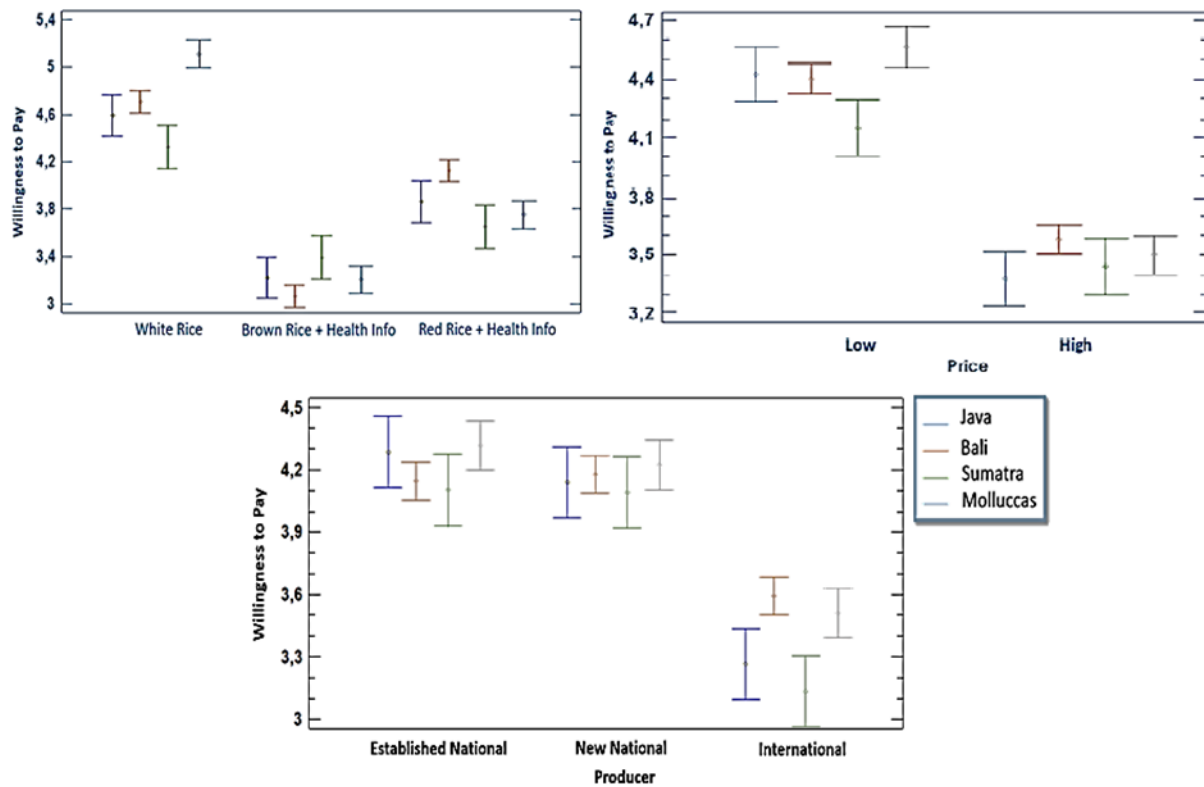 5,4
5
4,6
4,2
3,8
3,4
3
Willingness to Pay
White Rice
Brown Rice + Health Info
Red Rice + Health Info
4,7
4,4
4,1
3,8
3,5
3,2
Willingness to Pay
Low
High
Price
4,5
4,2
3,9
3,6
3,3
3
Willingness to Pay
Established National
New National
International
Producer
Java
Bali
Sumatra
Molluccas